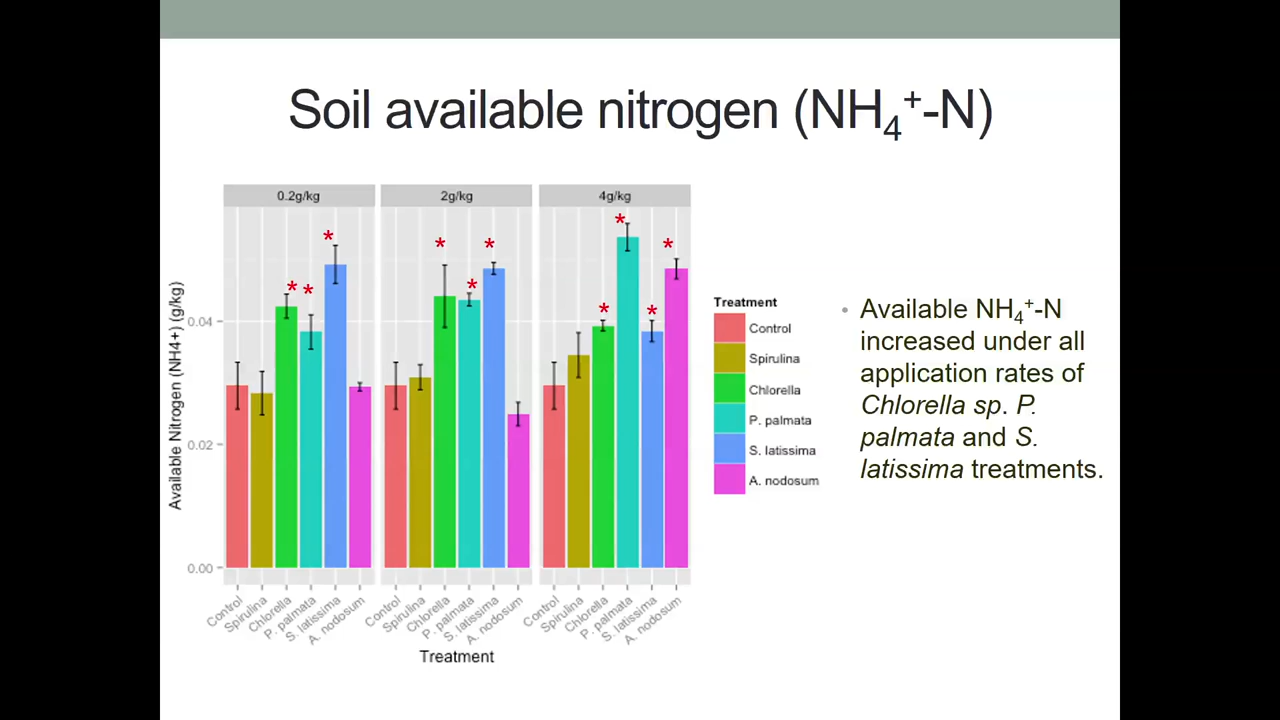 Soil available nitrogen (NH₄⁺-N)
0.2g/kg 2g/kg 4g/kg
* * * * * * * * * *
Available Nitrogen (NH4+) (g/kg)
0.04
0.02
0.00
Control Spirulina Chlorella P. palmata S. latissima A. nodosum
Control Spirulina Chlorella P. palmata S. latissima A. nodosum
Control Spirulina Chlorella P. palmata S. latissima A. nodosum
Treatment
Treatment
Control
Spirulina
Chlorella
P. palmata
S. latissima
A. nodosum
• Available NH₄⁺-N
increased under all
application rates of
Chlorella sp. P.
palmata and S.
latissima treatments.